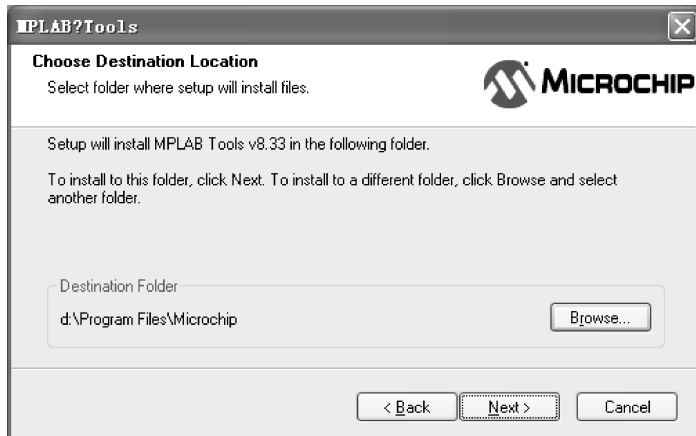 MPLAB?Tools
Choose Destination Location
Select folder where setup will install files.
MICROCHIP
Setup will install MPLAB Tools v8.33 in the following folder.
To install to this folder, click Next. To install to a different folder, click Browse and select
another folder.
Destination Folder
d:\Program Files\Microchip
Browse...
< Back
Next >
Cancel